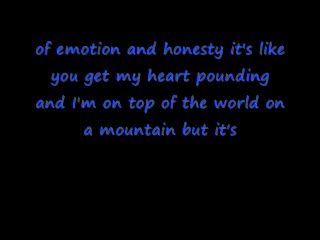 of emotion and honesty it's like
you get my heart pounding
and I'm on top of the world on
a mountain but it's